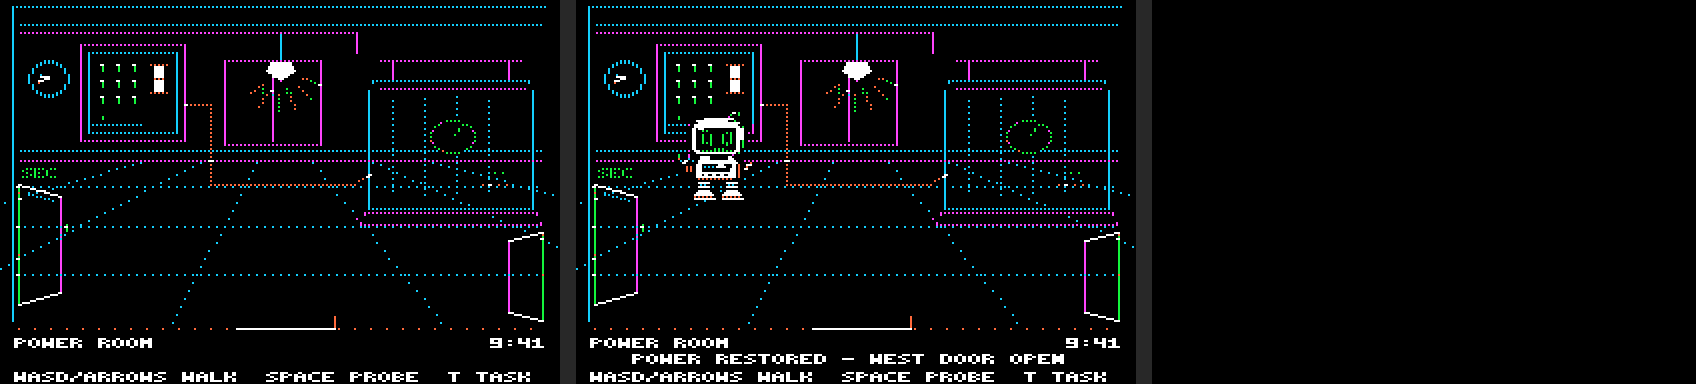 SEC
POWER ROOM 9:41
WASD/ARROWS WALK SPACE PROBE T TASK
SEC
POWER ROOM 9:41
POWER RESTORED - WEST DOOR OPEN
WASD/ARROWS WALK SPACE PROBE T TASK